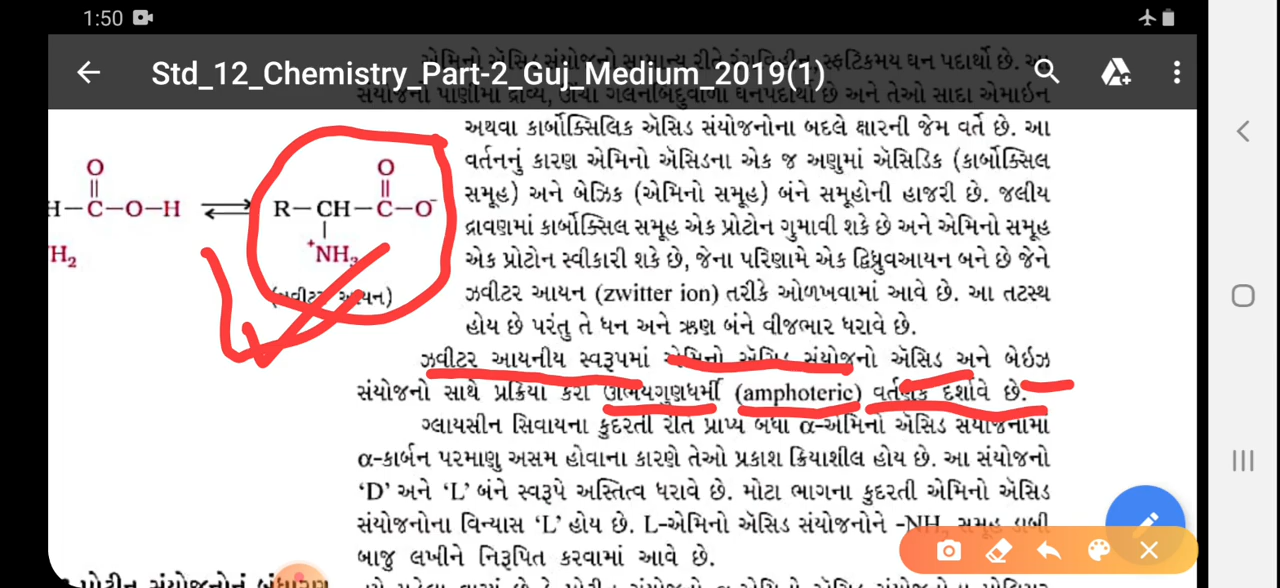 1:50
Std_12_Chemistry_Part-2_Guj_Medium_2019(1)
એમિનો ઍસિડ સંયોજનો સામાન્ય રીતે રંગવિહીન, સ્ફટિકમય ઘન પદાર્થો છે. આ
સંયોજનો પાણીમાં દ્રાવ્ય, ઊંચા ગલનબિંદુવાળા ઘનપદાર્થો છે અને તેઓ સાદા એમાઇન
અથવા કાર્બોક્સિલિક ઍસિડ સંયોજનોના બદલે ક્ષારની જેમ વર્તે છે. આ
વર્તનનું કારણ એમિનો ઍસિડના એક જ અણુમાં ઍસિડિક (કાર્બોક્સિલ
સમૂહ) અને બેઝિક (એમિનો સમૂહ) બંને સમૂહોની હાજરી છે. જલીય
દ્રાવણમાં કાર્બોક્સિલ સમૂહ એક પ્રોટોન ગુમાવી શકે છે અને એમિનો સમૂહ
એક પ્રોટોન સ્વીકારી શકે છે, જેના પરિણામે એક દ્વિધ્રુવઆયન બને છે જેને
ઝ્વીટર આયન (zwitter ion) તરીકે ઓળખવામાં આવે છે. આ તટસ્થ
હોય છે પરંતુ તે ધન અને ઋણ બંને વીજભાર ધરાવે છે.
O O
H–C–O–H ⇌ R–CH–C–O⁻
H₂ ⁺NH₃
(ઝ્વીટર આયન)
ઝ્વીટર આયનીય સ્વરૂપમાં એમિનો ઍસિડ સંયોજનો ઍસિડ અને બેઇઝ
સંયોજનો સાથે પ્રક્રિયા કરી ઊભયગુણધર્મી (amphoteric) વર્તણૂક દર્શાવે છે.
ગ્લાયસીન સિવાયના કુદરતી રીતે પ્રાપ્ય બધા α-એમિનો ઍસિડ સંયોજનોમાં
α-કાર્બન પરમાણુ અસમ હોવાના કારણે તેઓ પ્રકાશ ક્રિયાશીલ હોય છે. આ સંયોજનો
‘D’ અને ‘L’ બંને સ્વરૂપે અસ્તિત્વ ધરાવે છે. મોટા ભાગના કુદરતી એમિનો ઍસિડ
સંયોજનોના વિન્યાસ ‘L’ હોય છે. L-એમિનો ઍસિડ સંયોજનોને –NH₂ સમૂહ ડાબી
બાજુ લખીને નિરૂપિત કરવામાં આવે છે.
પ્રોટીન સંયોજનોનું બંધારણ